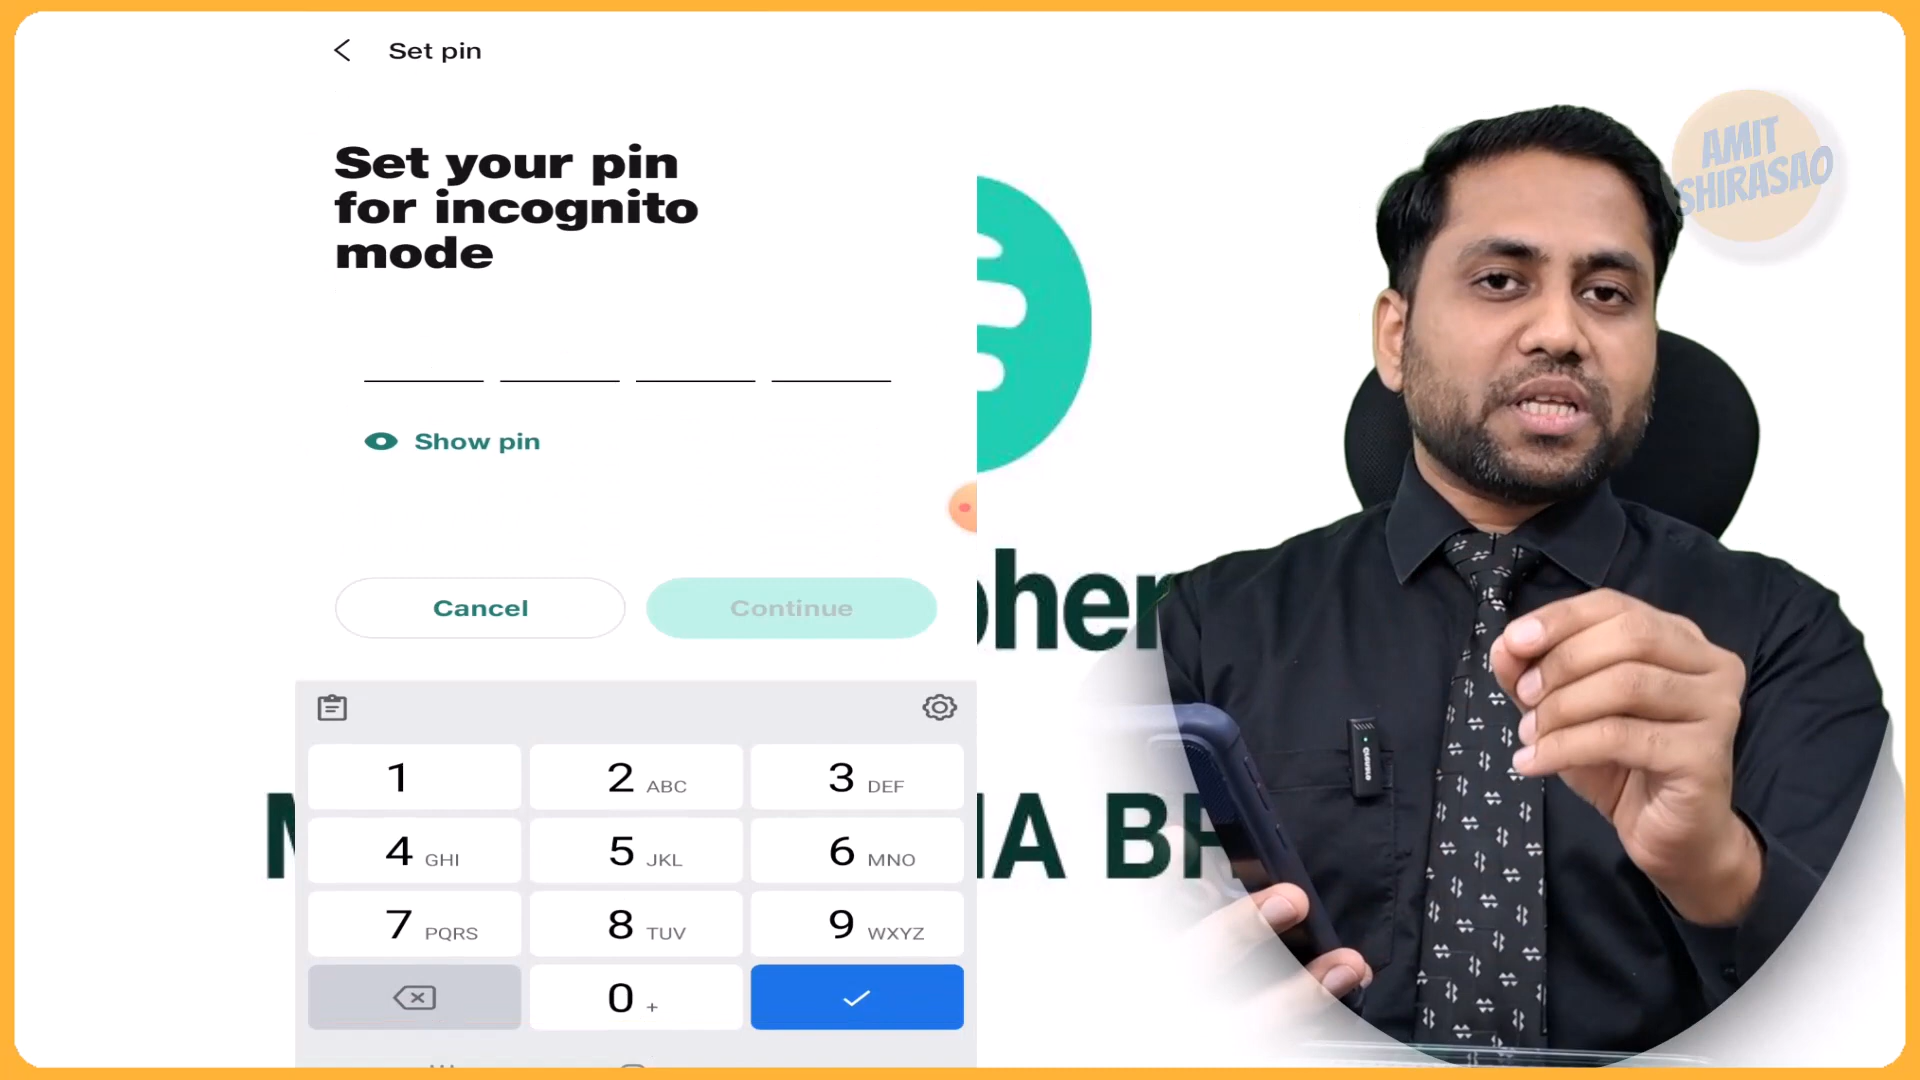 Set pin
Set your pin
for incognito
mode
Show pin
Cancel
Continue
1
2 ABC
3 DEF
4 GHI
5 JKL
6 MNO
7 PQRS
8 TUV
9 WXYZ
0 +
AMIT
SHIRASAO